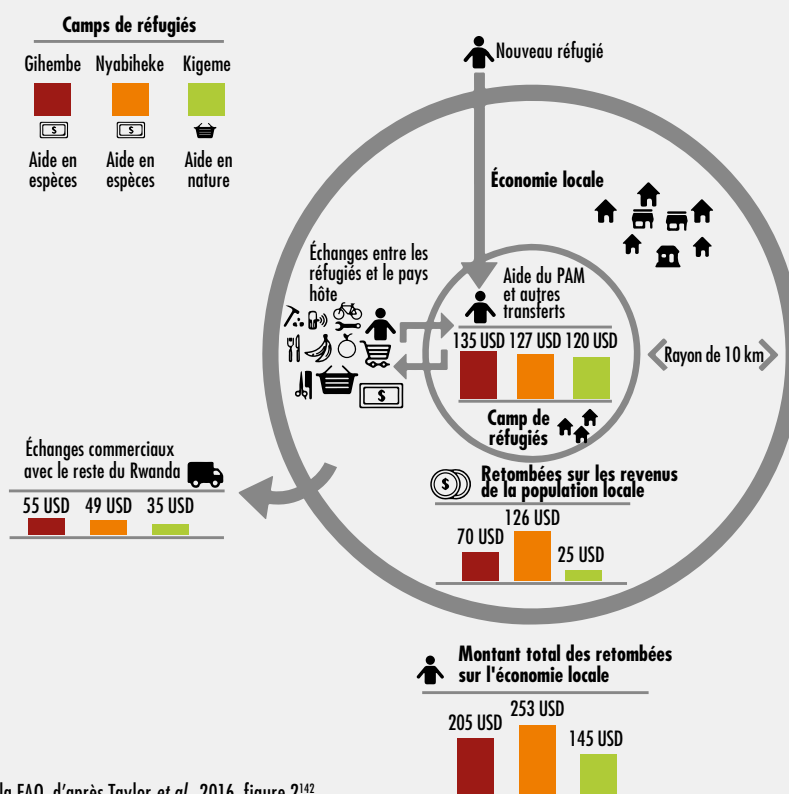 Camps de réfugiés
Gihembe Nyabiheke Kigeme
$ $
Aide en espèces
Aide en espèces
Aide en nature
Nouveau réfugié
Économie locale
Échanges entre les
réfugiés et le pays
hôte
$
Aide du PAM
et autres
transferts
135 USD 127 USD 120 USD
Camp de
réfugiés
Rayon de 10 km
Échanges commerciaux
avec le reste du Rwanda
55 USD 49 USD 35 USD
$
Retombées sur les revenus
de la population locale
70 USD 126 USD 25 USD
Montant total des retombées
sur l'économie locale
205 USD 253 USD 145 USD
la FAO, d'après Taylor et al., 2016, figure 2¹⁴²